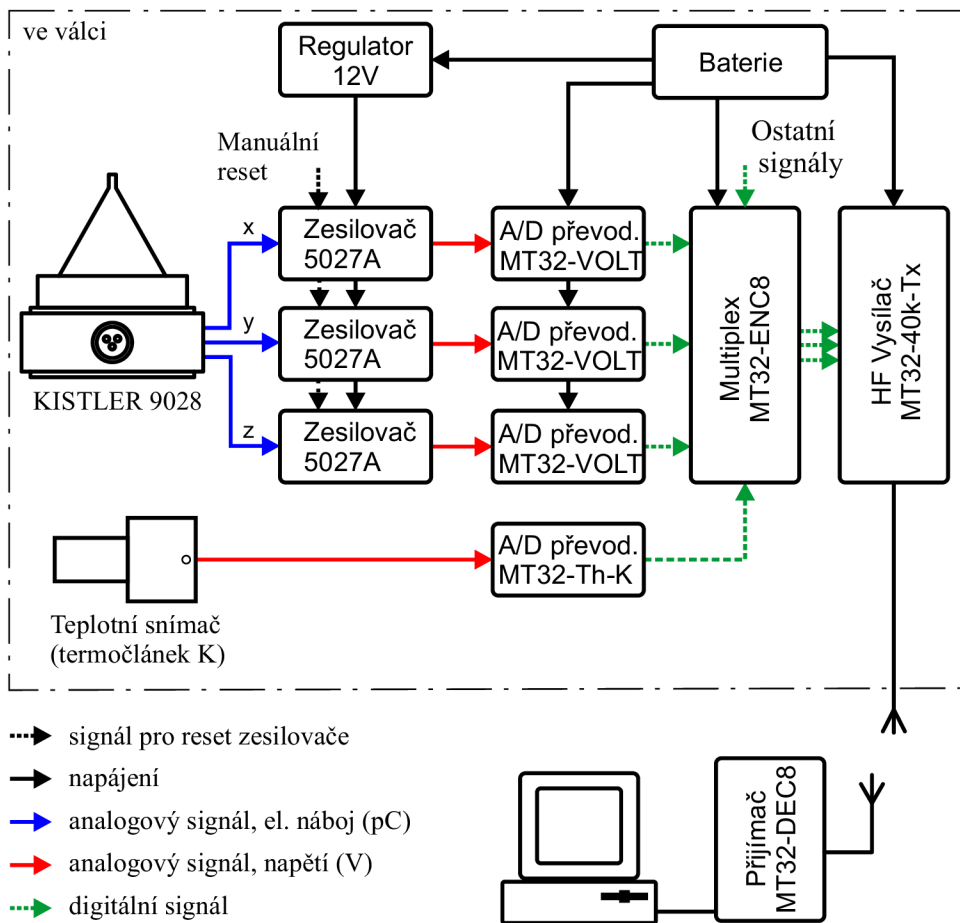 ve válci
Regulator
12V
Baterie
Manuální
reset
Ostatní
signály
x
Zesilovač
5027A
A/D převod.
MT32-VOLT
y
Zesilovač
5027A
A/D převod.
MT32-VOLT
z
Zesilovač
5027A
A/D převod.
MT32-VOLT
Multiplex
MT32-ENC8
HF Vysílač
MT32-40k-Tx
KISTLER 9028
A/D převod.
MT32-Th-K
Teplotní snímač
(termočlánek K)
signál pro reset zesilovače
napájení
analogový signál, el. náboj (pC)
analogový signál, napětí (V)
digitální signál
Přijímač
MT32-DEC8